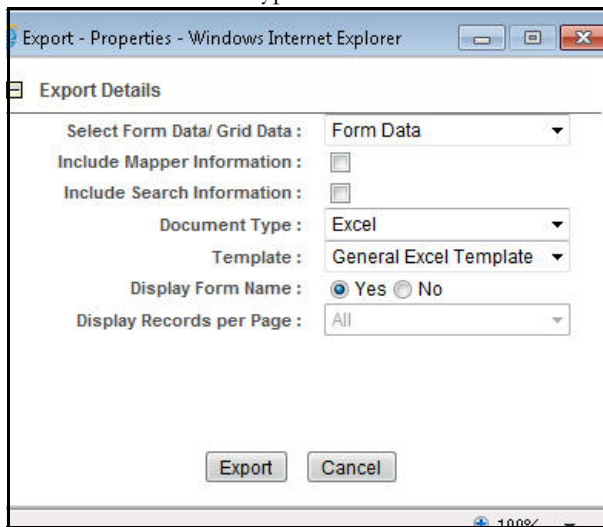 Export - Properties - Windows Internet Explorer
Export Details
Select Form Data/ Grid Data : Form Data
Include Mapper Information :
Include Search Information :
Document Type : Excel
Template : General Excel Template
Display Form Name : Yes No
Display Records per Page : All
Export Cancel
100%